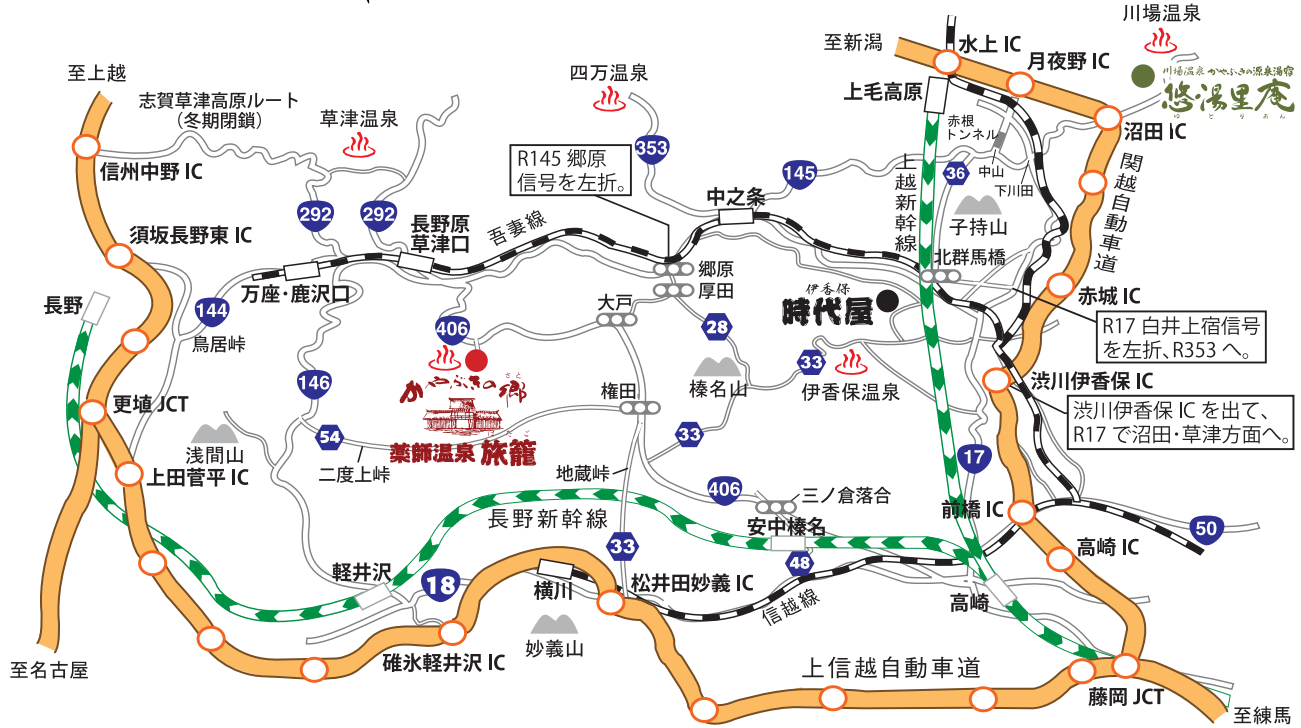 川場温泉
至新潟
水上 IC
月夜野 IC
川場温泉 かやぶきの源泉湯宿
悠湯里庵
ゆとりあん
至上越
四万温泉
上毛高原
沼田 IC
志賀草津高原ルート
(冬期閉鎖)
草津温泉
赤根
トンネル
353
R145 郷原
信号を左折。
145
36
中山
下川田
信州中野 IC
関越自動車道
上越新幹線
292
292
長野原
草津口
吾妻線
中之条
子持山
須坂長野東 IC
北群馬橋
郷原
厚田
万座・鹿沢口
長野
144
鳥居峠
大戸
伊香保
時代屋
赤城 IC
R17 白井上宿信号
を左折、R353 へ。
406
28
33
146
さと
かやぶきの郷
榛名山
伊香保温泉
渋川伊香保 IC
更埴 JCT
権田
渋川伊香保 IC を出て、
R17 で沼田・草津方面へ。
54
浅間山
薬師温泉 旅籠
はたご
33
上田菅平 IC
二度上峠
地蔵峠
17
406
三ノ倉落合
前橋 IC
長野新幹線
安中榛名
50
33
48
高崎 IC
軽井沢
18
横川
松井田妙義 IC
高崎
信越線
妙義山
碓氷軽井沢 IC
至名古屋
上信越自動車道
藤岡 JCT
至練馬